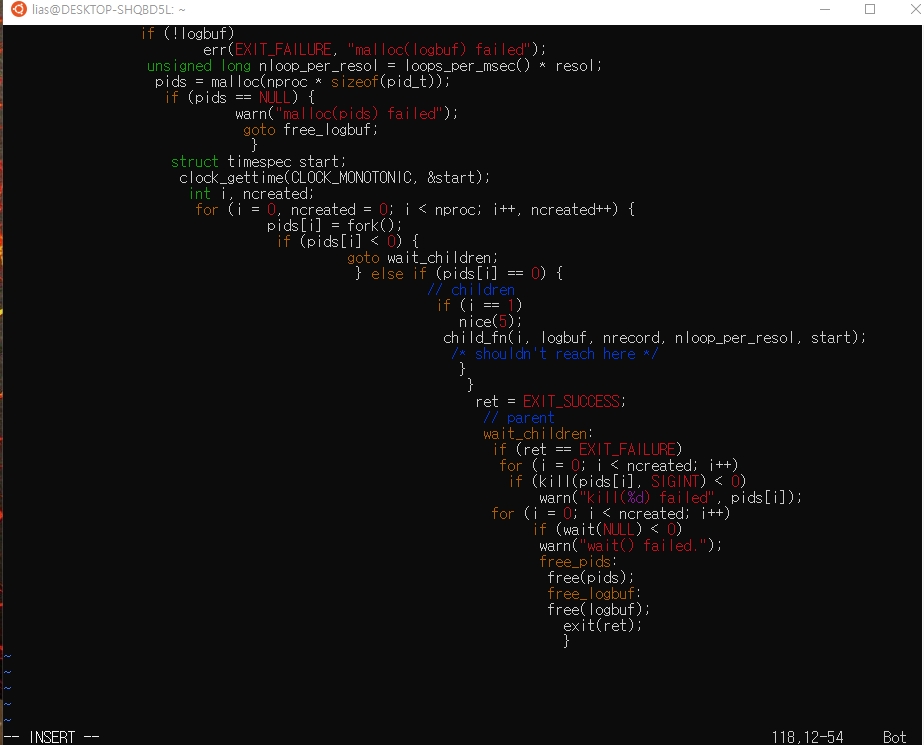 lias@DESKTOP-SHQBD5L: ~
if (!logbuf)
err(EXIT_FAILURE, "malloc(logbuf) failed");
unsigned long nloop_per_resol = loops_per_msec() * resol;
pids = malloc(nproc * sizeof(pid_t));
if (pids == NULL) {
warn("malloc(pids) failed");
goto free_logbuf;
}
struct timespec start;
clock_gettime(CLOCK_MONOTONIC, &start);
int i, ncreated;
for (i = 0, ncreated = 0; i < nproc; i++, ncreated++) {
pids[i] = fork();
if (pids[i] < 0) {
goto wait_children;
} else if (pids[i] == 0) {
// children
if (i == 1)
nice(5);
child_fn(i, logbuf, nrecord, nloop_per_resol, start);
/* shouldn't reach here */
}
}
ret = EXIT_SUCCESS;
// parent
wait_children:
if (ret == EXIT_FAILURE)
for (i = 0; i < ncreated; i++)
if (kill(pids[i], SIGINT) < 0)
warn("kill(%d) failed", pids[i]);
for (i = 0; i < ncreated; i++)
if (wait(NULL) < 0)
warn("wait() failed.");
free_pids:
free(pids);
free_logbuf:
free(logbuf);
exit(ret);
}
~
~
~
~
~
-- INSERT -- 118,12-54 Bot